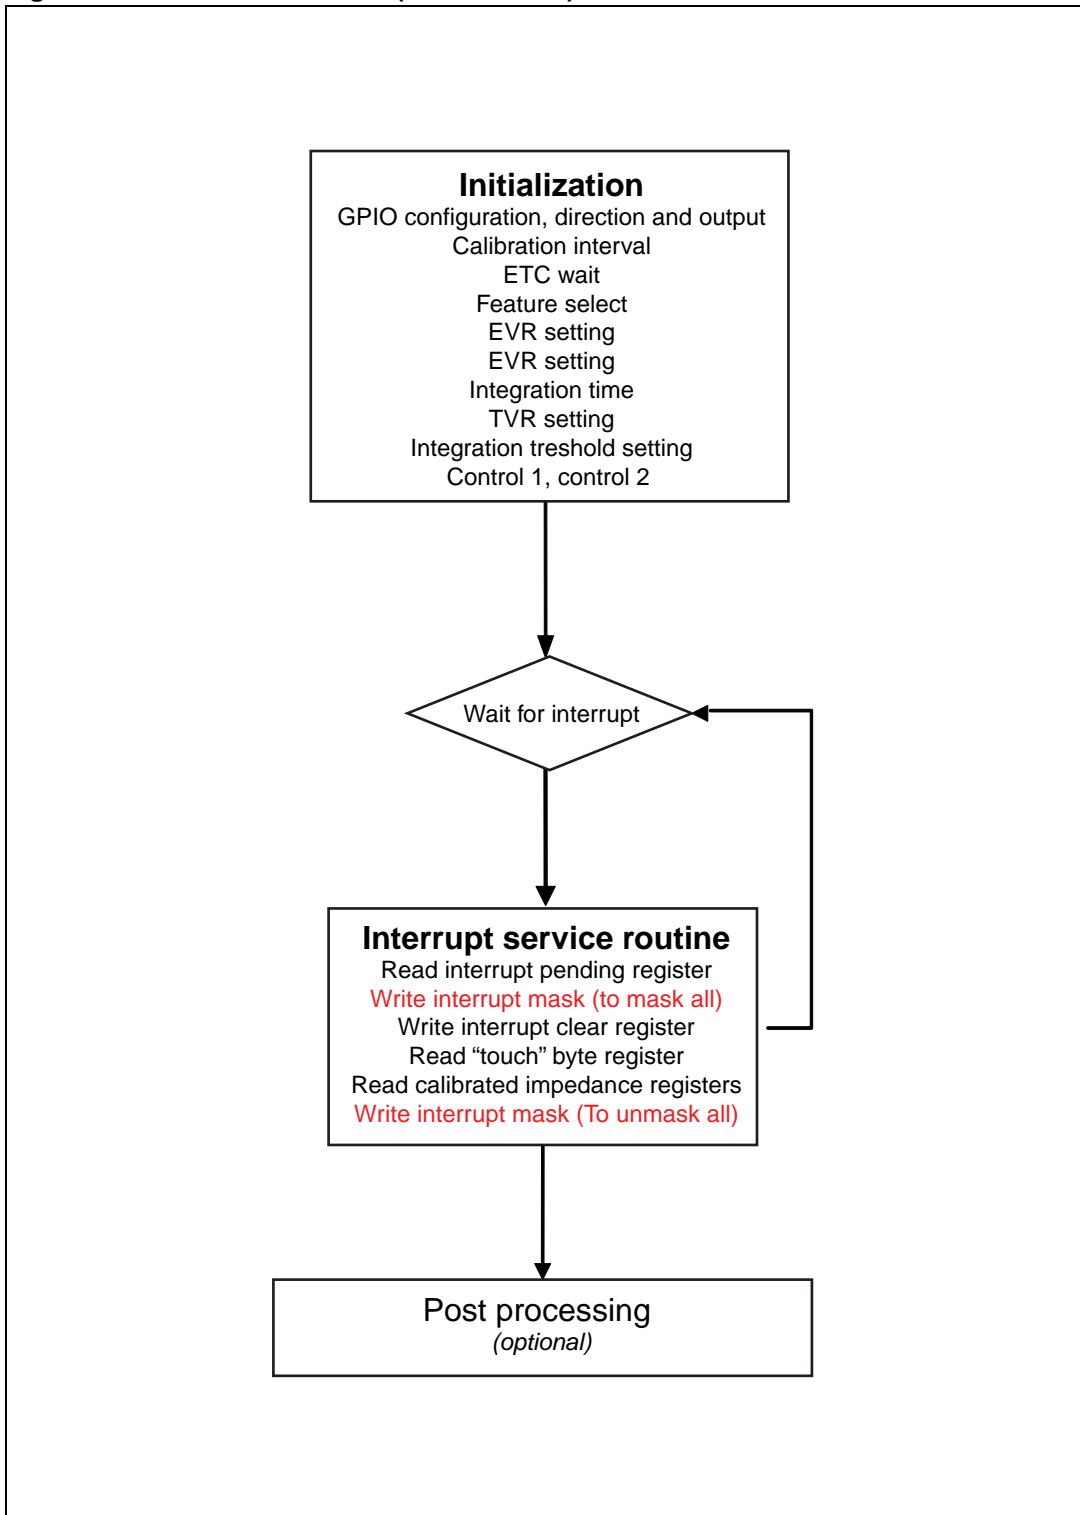 Initialization
GPIO configuration, direction and output
Calibration interval
ETC wait
Feature select
EVR setting
EVR setting
Integration time
TVR setting
Integration treshold setting
Control 1, control 2
Wait for interrupt
Interrupt service routine
Read interrupt pending register
Write interrupt mask (to mask all)
Write interrupt clear register
Read “touch” byte register
Read calibrated impedance registers
Write interrupt mask (To unmask all)
Post processing
(optional)